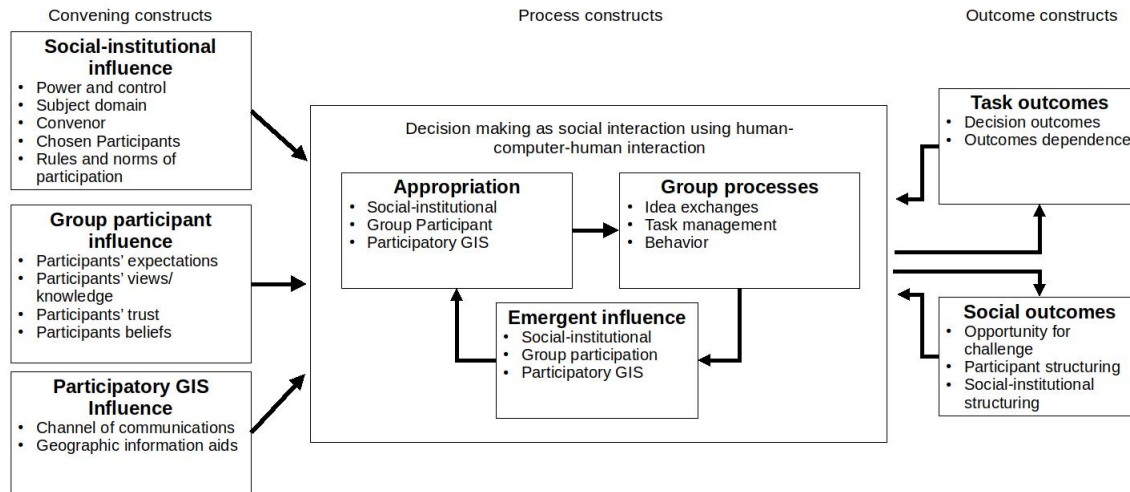 Convening constructs
Process constructs
Outcome constructs
Social-institutional
influence
• Power and control
• Subject domain
• Convenor
• Chosen Participants
• Rules and norms of
participation
Group participant
influence
• Participants’ expectations
• Participants’ views/
knowledge
• Participants’ trust
• Participants beliefs
Participatory GIS
Influence
• Channel of communications
• Geographic information aids
Decision making as social interaction using human-
computer-human interaction
Appropriation
• Social-institutional
• Group Participant
• Participatory GIS
Group processes
• Idea exchanges
• Task management
• Behavior
Emergent influence
• Social-institutional
• Group participation
• Participatory GIS
Task outcomes
• Decision outcomes
• Outcomes dependence
Social outcomes
• Opportunity for
challenge
• Participant structuring
• Social-institutional
structuring